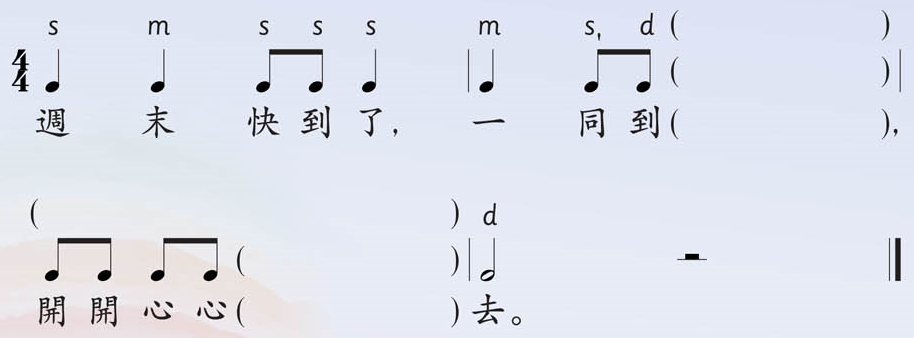 s m s s s m s, d ( )
4 4 ( )
週 末 快 到 了, 一 同 到 ( ),
( ) d
( )
開 開 心 心 ( ) 去。